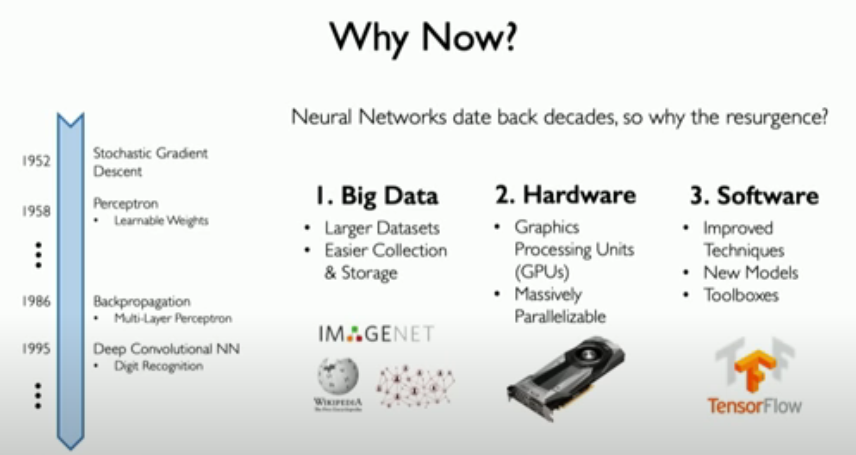 Why Now?
Neural Networks date back decades, so why the resurgence?
1952
Stochastic Gradient
Descent
1958
Perceptron
• Learnable Weights
1986
Backpropagation
• Multi-Layer Perceptron
1995
Deep Convolutional NN
• Digit Recognition
1. Big Data
• Larger Datasets
• Easier Collection
& Storage
IMAGENET
WIKIPEDIA
The Free Encyclopedia
2. Hardware
• Graphics
Processing Units
(GPUs)
• Massively
Parallelizable
3. Software
• Improved
Techniques
• New Models
• Toolboxes
TensorFlow